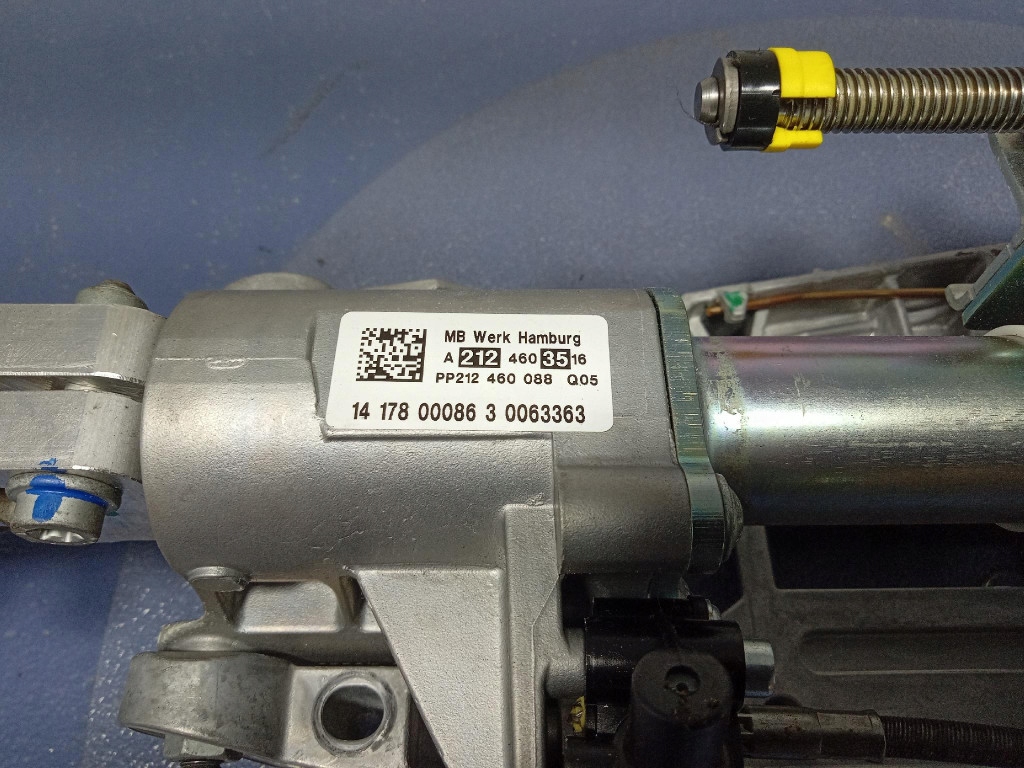 MB Werk Hamburg
A 212 460 35 16
PP212 460 088 Q05
14 178 00086 3 0063363